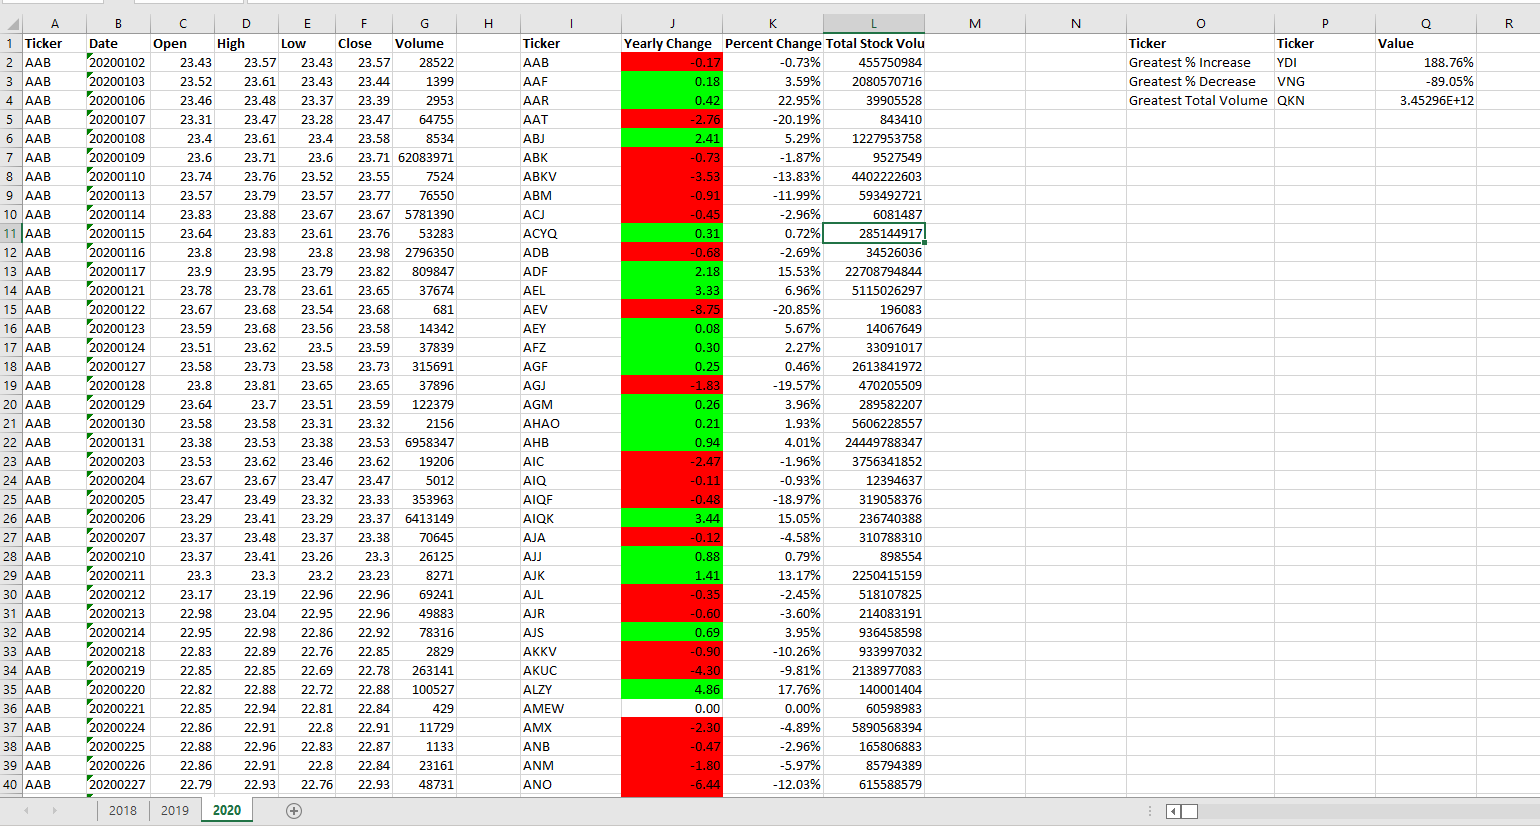 A B C D E F G H I J K L M N O P Q R
1 Ticker Date Open High Low Close Volume Ticker Yearly Change Percent Change Total Stock Volu Ticker Ticker Value
2 AAB 20200102 23.43 23.57 23.43 23.57 28522 AAB -0.17 -0.73% 455750984 Greatest % Increase YDI 188.76%
3 AAB 20200103 23.52 23.61 23.43 23.44 1399 AAF 0.18 3.59% 2080570716 Greatest % Decrease VNG -89.05%
4 AAB 20200106 23.46 23.48 23.37 23.39 2953 AAR 0.42 22.95% 39905528 Greatest Total Volume QKN 3.45296E+12
5 AAB 20200107 23.31 23.47 23.28 23.47 64755 AAT -2.76 -20.19% 843410
6 AAB 20200108 23.4 23.61 23.4 23.58 8534 ABJ 2.41 5.29% 1227953758
7 AAB 20200109 23.6 23.71 23.6 23.71 62083971 ABK -0.73 -1.87% 9527549
8 AAB 20200110 23.74 23.76 23.52 23.55 7524 ABKV -3.53 -13.83% 4402222603
9 AAB 20200113 23.57 23.79 23.57 23.77 76550 ABM -0.91 -11.99% 593492721
10 AAB 20200114 23.83 23.88 23.67 23.67 5781390 ACJ -0.45 -2.96% 6081487
11 AAB 20200115 23.64 23.83 23.61 23.76 53283 ACYQ 0.31 0.72% 285144917
12 AAB 20200116 23.8 23.98 23.8 23.98 2796350 ADB -0.68 -2.69% 34526036
13 AAB 20200117 23.9 23.95 23.79 23.82 809847 ADF 2.18 15.53% 22708794844
14 AAB 20200121 23.78 23.78 23.61 23.65 37674 AEL 3.33 6.96% 5115026297
15 AAB 20200122 23.67 23.68 23.54 23.68 681 AEV -8.75 -20.85% 196083
16 AAB 20200123 23.59 23.68 23.56 23.58 14342 AEY 0.08 5.67% 14067649
17 AAB 20200124 23.51 23.62 23.5 23.59 37839 AFZ 0.30 2.27% 33091017
18 AAB 20200127 23.58 23.73 23.58 23.73 315691 AGF 0.25 0.46% 2613841972
19 AAB 20200128 23.8 23.81 23.65 23.65 37896 AGJ -1.83 -19.57% 470205509
20 AAB 20200129 23.64 23.7 23.51 23.59 122379 AGM 0.26 3.96% 289582207
21 AAB 20200130 23.58 23.58 23.31 23.32 2156 AHAO 0.21 1.93% 5606228557
22 AAB 20200131 23.38 23.53 23.38 23.53 6958347 AHB 0.94 4.01% 24449788347
23 AAB 20200203 23.53 23.62 23.46 23.62 19206 AIC -2.47 -1.96% 3756341852
24 AAB 20200204 23.67 23.67 23.47 23.47 5012 AIQ -0.11 -0.93% 12394637
25 AAB 20200205 23.47 23.49 23.32 23.33 353963 AIQF -0.48 -18.97% 319058376
26 AAB 20200206 23.29 23.41 23.29 23.37 6413149 AIQK 3.44 15.05% 236740388
27 AAB 20200207 23.37 23.48 23.37 23.38 70645 AJA -0.12 -4.58% 310788310
28 AAB 20200210 23.37 23.41 23.26 23.3 26125 AJJ 0.88 0.79% 898554
29 AAB 20200211 23.3 23.3 23.2 23.23 8271 AJK 1.41 13.17% 2250415159
30 AAB 20200212 23.17 23.19 22.96 22.96 69241 AJL -0.35 -2.45% 518107825
31 AAB 20200213 22.98 23.04 22.95 22.96 49883 AJR -0.60 -3.60% 214083191
32 AAB 20200214 22.95 22.98 22.86 22.92 78316 AJS 0.69 3.95% 936458598
33 AAB 20200218 22.83 22.89 22.76 22.85 2829 AKKV -0.90 -10.26% 933997032
34 AAB 20200219 22.85 22.85 22.69 22.78 263141 AKUC -4.30 -9.81% 2138977083
35 AAB 20200220 22.82 22.88 22.72 22.88 100527 ALZY 4.86 17.76% 140001404
36 AAB 20200221 22.85 22.94 22.81 22.84 429 AMEW 0.00 0.00% 60598983
37 AAB 20200224 22.86 22.91 22.8 22.91 11729 AMX -2.30 -4.89% 5890568394
38 AAB 20200225 22.88 22.96 22.83 22.87 1133 ANB -0.47 -2.96% 165806883
39 AAB 20200226 22.86 22.91 22.8 22.84 23161 ANM -1.80 -5.97% 85794389
40 AAB 20200227 22.79 22.93 22.76 22.93 48731 ANO -6.44 -12.03% 615588579
2018 2019 2020